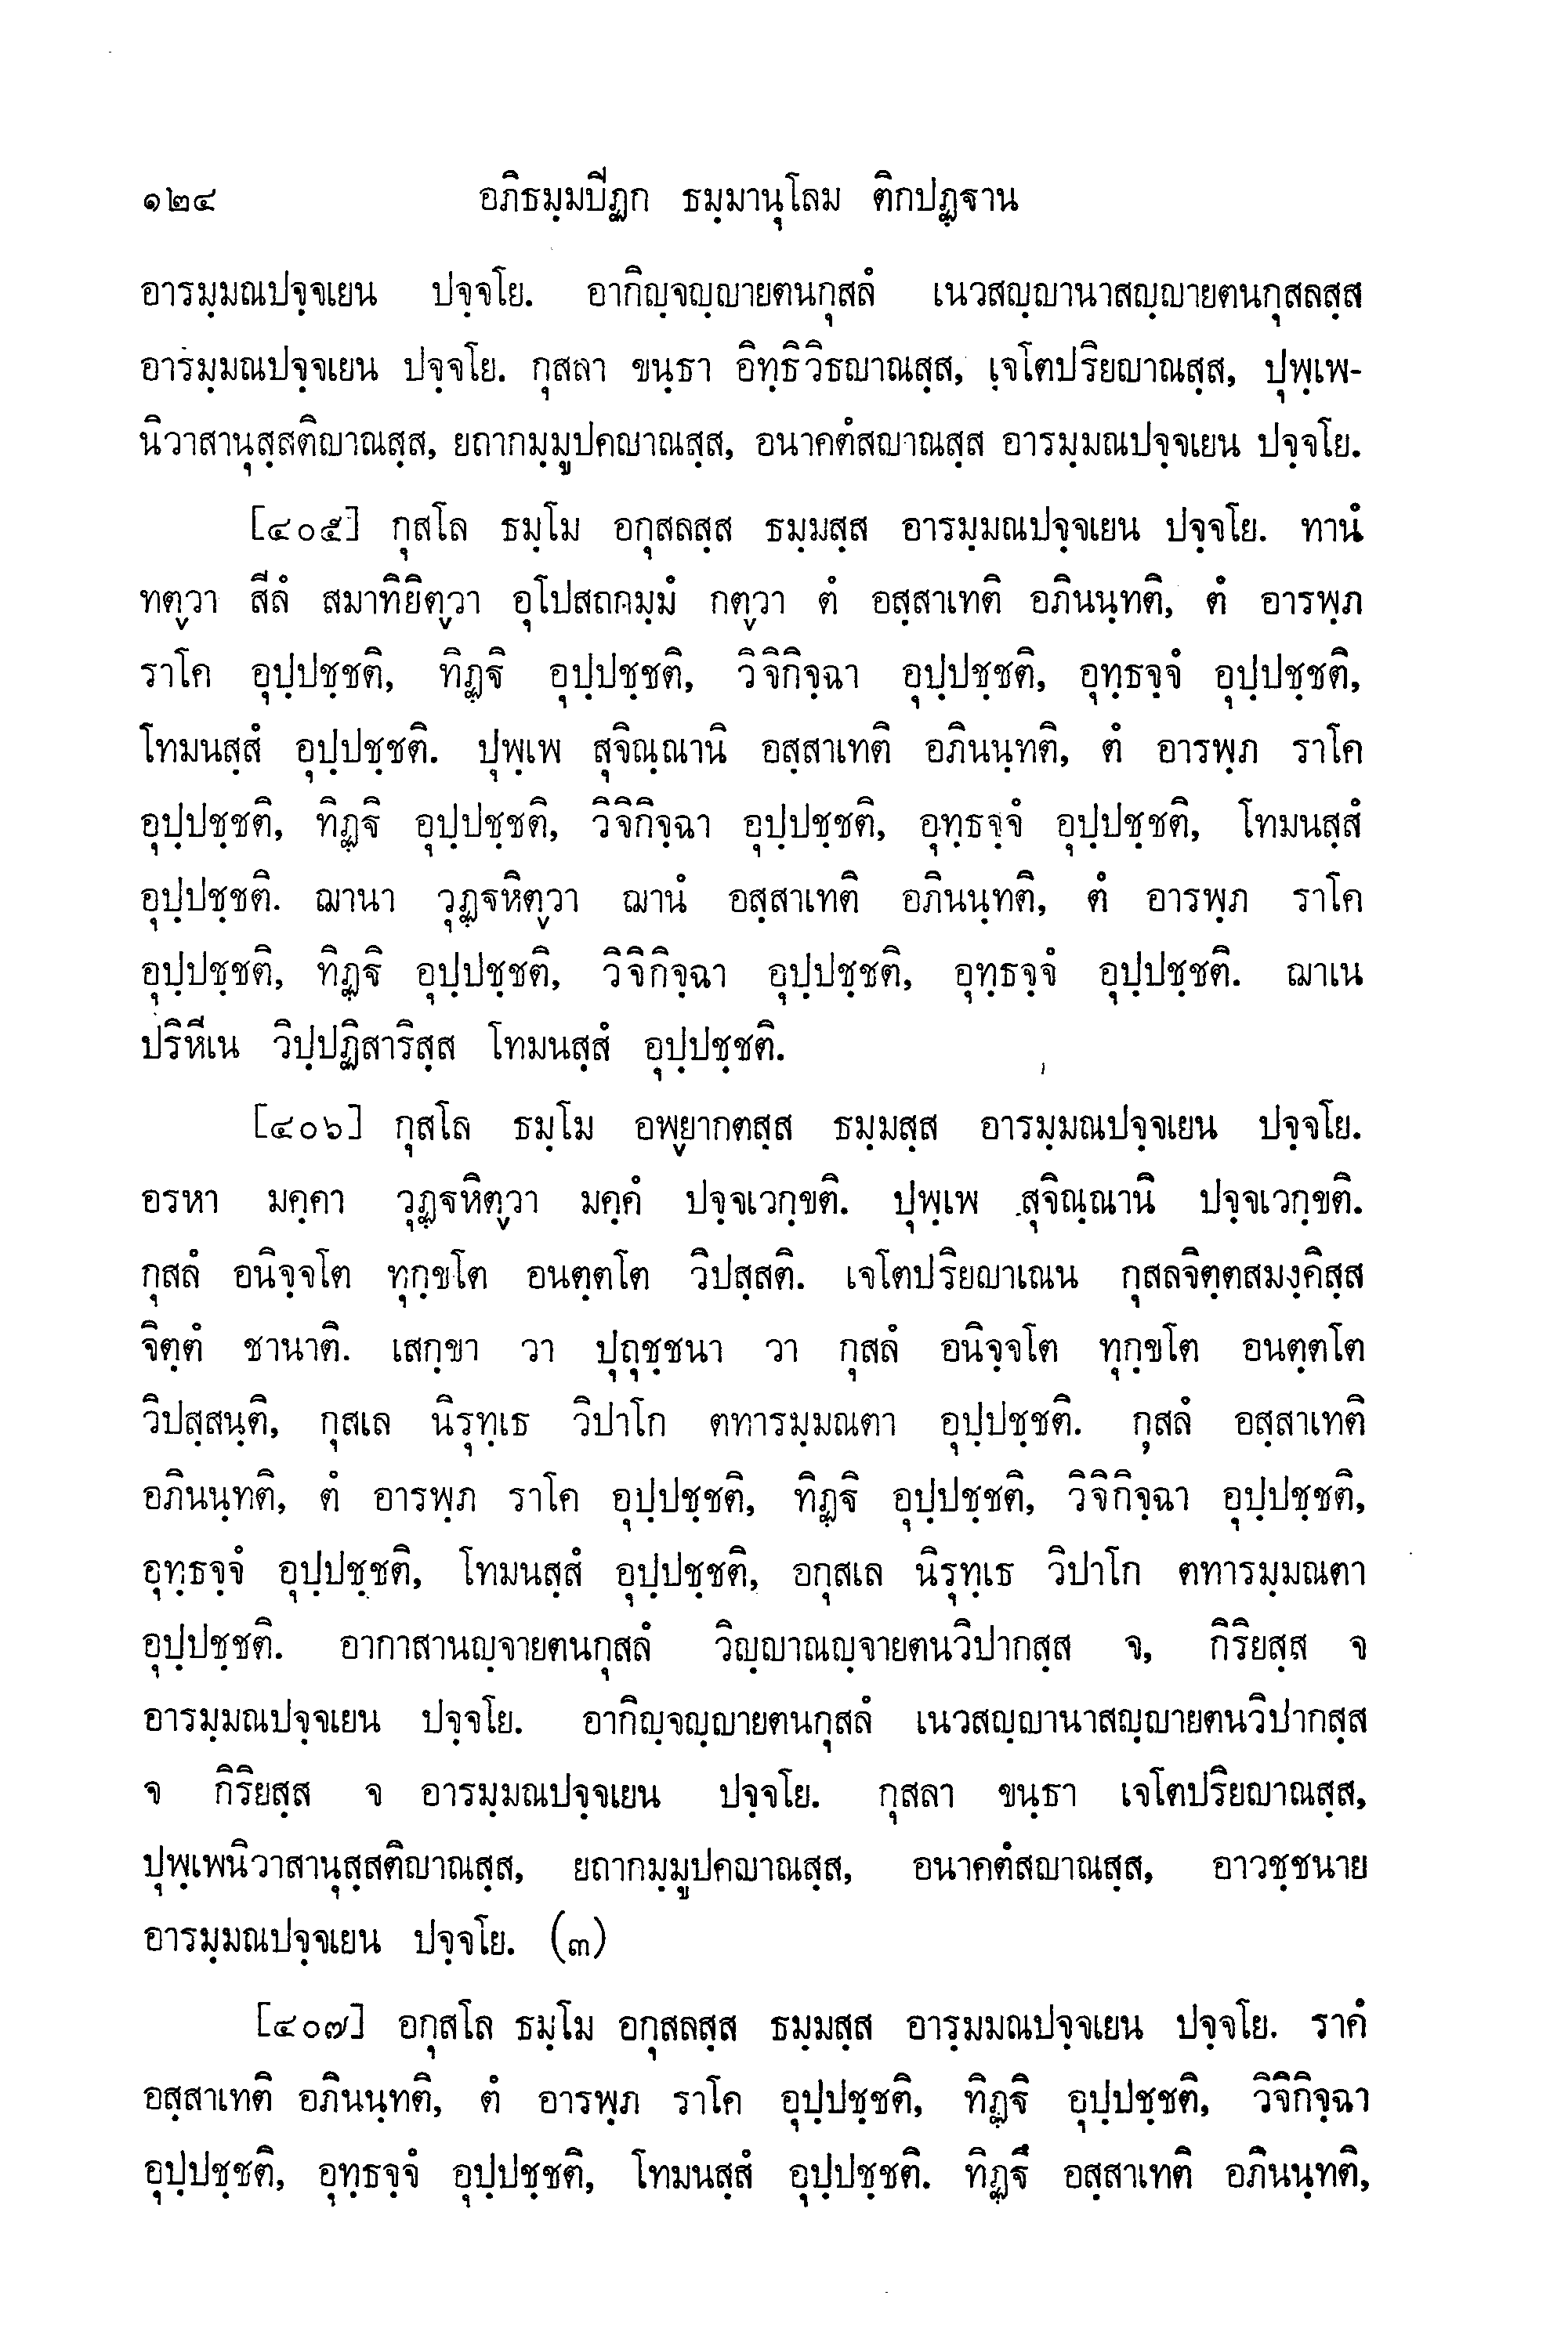 ๑๒๔ อภิธมฺมปีฏก ธมฺมานุโลม ติกปฏฺฐาน
อารมฺมณปจฺจเยน ปจฺจโย. อากิญฺจญฺญายตนกุสลํ เนวสญฺญานาสญฺญายตนกุสลสฺส
อารมฺมณปจฺจเยน ปจฺจโย. กุสลา ขนฺธา อิทฺธิวิธญาณสฺส, เจโตปริยญาณสฺส, ปุพฺเพ-
นิวาสานุสฺสติญาณสฺส, ยถากมฺมูปคญาณสฺส, อนาคตํสญาณสฺส อารมฺมณปจฺจเยน ปจฺจโย.
[๔๐๕] กุสโล ธมฺโม อกุสลสฺส ธมฺมสฺส อารมฺมณปจฺจเยน ปจฺจโย. ทานํ
ทตฺวา สีลํ สมาทิยิตฺวา อุโปสถกมฺมํ กตฺวา ตํ อสฺสาเทติ อภินนฺทติ, ตํ อารพฺภ
ราโค อุปฺปชฺชติ, ทิฏฺฐิ อุปฺปชฺชติ, วิจิกิจฺฉา อุปฺปชฺชติ, อุทฺธจฺจํ อุปฺปชฺชติ,
โทมนสฺสํ อุปฺปชฺชติ. ปุพฺเพ สุจิณฺณานิ อสฺสาเทติ อภินนฺทติ, ตํ อารพฺภ ราโค
อุปฺปชฺชติ, ทิฏฺฐิ อุปฺปชฺชติ, วิจิกิจฺฉา อุปฺปชฺชติ, อุทฺธจฺจํ อุปฺปชฺชติ, โทมนสฺสํ
อุปฺปชฺชติ. ฌานา วุฏฺฐหิตฺวา ฌานํ อสฺสาเทติ อภินนฺทติ, ตํ อารพฺภ ราโค
อุปฺปชฺชติ, ทิฏฺฐิ อุปฺปชฺชติ, วิจิกิจฺฉา อุปฺปชฺชติ, อุทฺธจฺจํ อุปฺปชฺชติ. ฌาเน
ปริหีเน วิปฺปฏิสาริสฺส โทมนสฺสํ อุปฺปชฺชติ.
[๔๐๖] กุสโล ธมฺโม อพฺยากตสฺส ธมฺมสฺส อารมฺมณปจฺจเยน ปจฺจโย.
อรหา มคฺคา วุฏฺฐหิตฺวา มคฺคํ ปจฺจเวกฺขติ. ปุพฺเพ สุจิณฺณานิ ปจฺจเวกฺขติ.
กุสลํ อนิจฺจโต ทุกฺขโต อนตฺตโต วิปสฺสติ. เจโตปริยญาเณน กุสลจิตฺตสมงฺคิสฺส
จิตฺตํ ชานาติ. เสกฺขา วา ปุถุชฺชนา วา กุสลํ อนิจฺจโต ทุกฺขโต อนตฺตโต
วิปสฺสนฺติ, กุสเล นิรุทฺเธ วิปาโก ตทารมฺมณตา อุปฺปชฺชติ. กุสลํ อสฺสาเทติ
อภินนฺทติ, ตํ อารพฺภ ราโค อุปฺปชฺชติ, ทิฏฺฐิ อุปฺปชฺชติ, วิจิกิจฺฉา อุปฺปชฺชติ,
อุทฺธจฺจํ อุปฺปชฺชติ, โทมนสฺสํ อุปฺปชฺชติ, อกุสเล นิรุทฺเธ วิปาโก ตทารมฺมณตา
อุปฺปชฺชติ. อากาสานญฺจายตนกุสลํ วิญฺญาณญฺจายตนวิปากสฺส จ, กิริยสฺส จ
อารมฺมณปจฺจเยน ปจฺจโย. อากิญฺจญฺญายตนกุสลํ เนวสญฺญานาสญฺญายตนวิปากสฺส
จ กิริยสฺส จ อารมฺมณปจฺจเยน ปจฺจโย. กุสลา ขนฺธา เจโตปริยญาณสฺส,
ปุพฺเพนิวาสานุสฺสติญาณสฺส, ยถากมฺมูปคญาณสฺส, อนาคตํสญาณสฺส, อาวชฺชนาย
อารมฺมณปจฺจเยน ปจฺจโย. (๓)
[๔๐๗] อกุสโล ธมฺโม อกุสลสฺส ธมฺมสฺส อารฺมมณปจฺจเยน ปจฺจโย. ราคํ
อสฺสาเทติ อภินนฺทติ, ตํ อารพฺภ ราโค อุปฺปชฺชติ, ทิฏฺฐิ อุปฺปชฺชติ, วิจิกิจฺฉา
อุปฺปชฺชติ, อุทฺธจฺจํ อุปฺปชฺชติ, โทมนสฺสํ อุปฺปชฺชติ. ทิฏฺฐึ อสฺสาเทติ อภินนฺทติ,